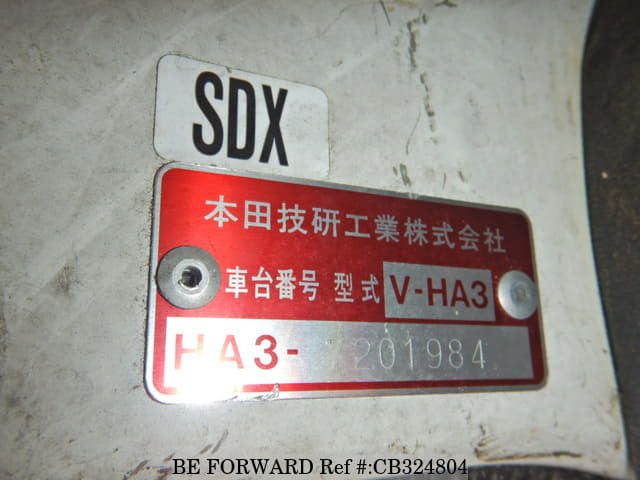 SDX
本田技研工業株式会社
車台番号 型式 V-HA3
HA3- 201984
BE FORWARD Ref #:CB324804